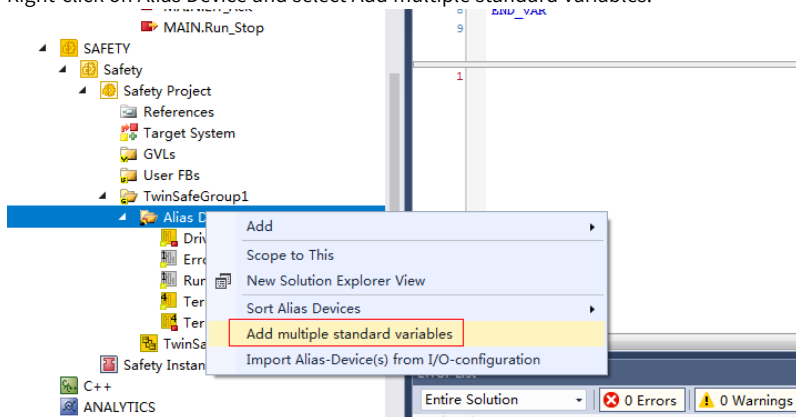 Right-click on Alias Device and select Add multiple standard variables.
MAIN.Run_Stop
8 END_VAR
9
SAFETY
Safety
1
Safety Project
References
Target System
GVLs
User FBs
TwinSafeGroup1
Alias D
Add
Driv
Scope to This
Erro
New Solution Explorer View
Run
Sort Alias Devices
Ter
Add multiple standard variables
Ter
Import Alias-Device(s) from I/O-configuration
TwinSa
Safety Instan
C++
Entire Solution 0 Errors 0 Warnings
ANALYTICS